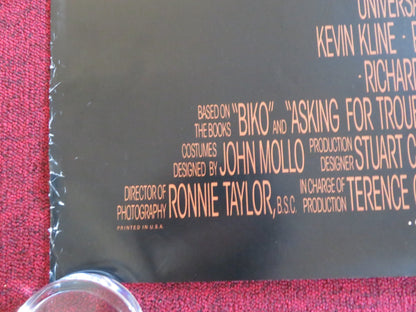 UNIVERS
KEVIN KLINE ·
· RICHARD
BASED ON THE BOOKS "BIKO" AND "ASKING FOR TROU
COSTUMES DESIGNED BY JOHN MOLLO PRODUCTION DESIGNER STUART C
DIRECTOR OF PHOTOGRAPHY RONNIE TAYLOR, B.S.C. IN CHARGE OF PRODUCTION TERENCE
PRINTED IN U.S.A.